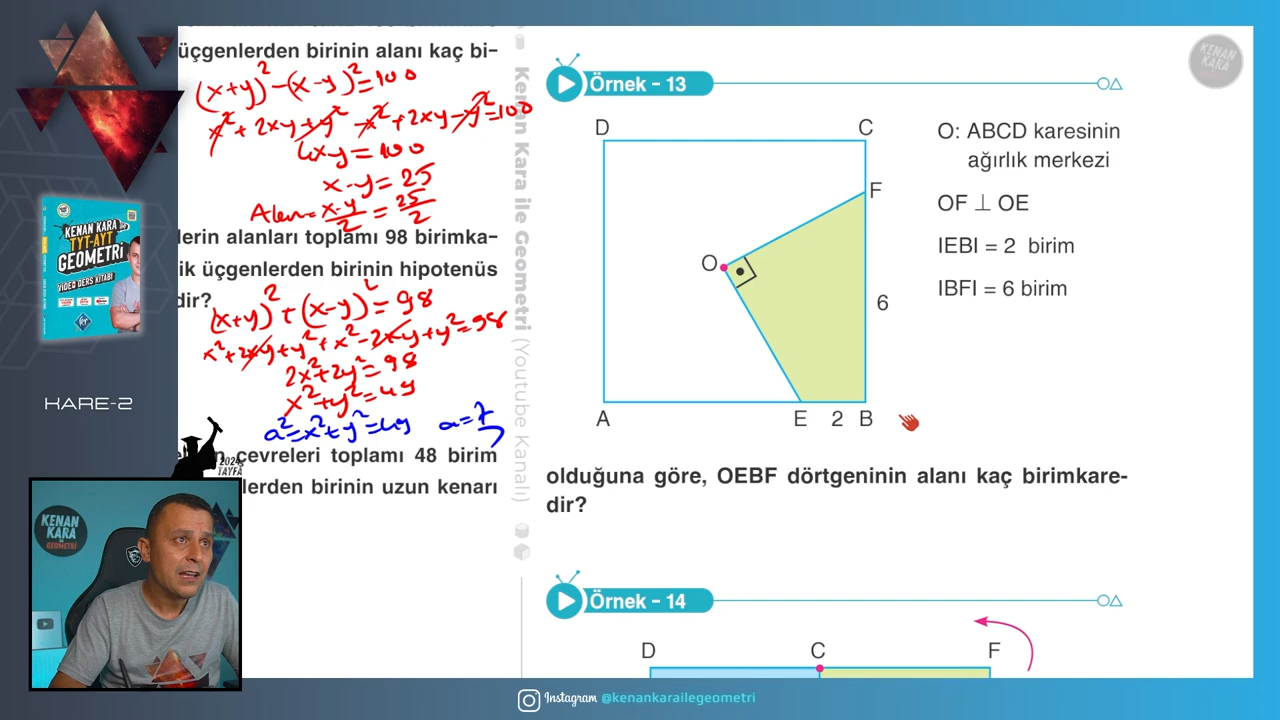 üçgenlerden birinin alanı kaç bi-
(x+y)² - (x-y)² = 100
x² + 2xy + y² - x² + 2xy - y² = 100
4xy = 100
x-y = 25
Alan = x-y/2 = 25/2
lerin alanları toplamı 98 birimka-
ik üçgenlerden birinin hipotenüs
dir?
(x+y)² + (x-y)² = 98
x² + 2xy + y² + x² - 2xy + y² = 98
2x² + 2y² = 98
x² + y² = 49
a² = x² + y² = 49 a = 7
çevreleri toplamı 48 birim
lerden birinin uzun kenarı
KENAN KARA ile
TYT-AYT
GEOMETRİ
VİDEO DERS KİTABI
KARE-2
2024
TAYFA
KENAN
KARA
ile
GEOMETRİ
Kenan Kara ile Geometri (Youtube Kanalı)
KENAN
KARA
Örnek - 13
D C
F
O
6
A E 2 B
O: ABCD karesinin
ağırlık merkezi
OF ⊥ OE
IEBI = 2 birim
IBFI = 6 birim
olduğuna göre, OEBF dörtgeninin alanı kaç birimkare-
dir?
Örnek - 14
D C F
Instagram @kenankarailegeometri